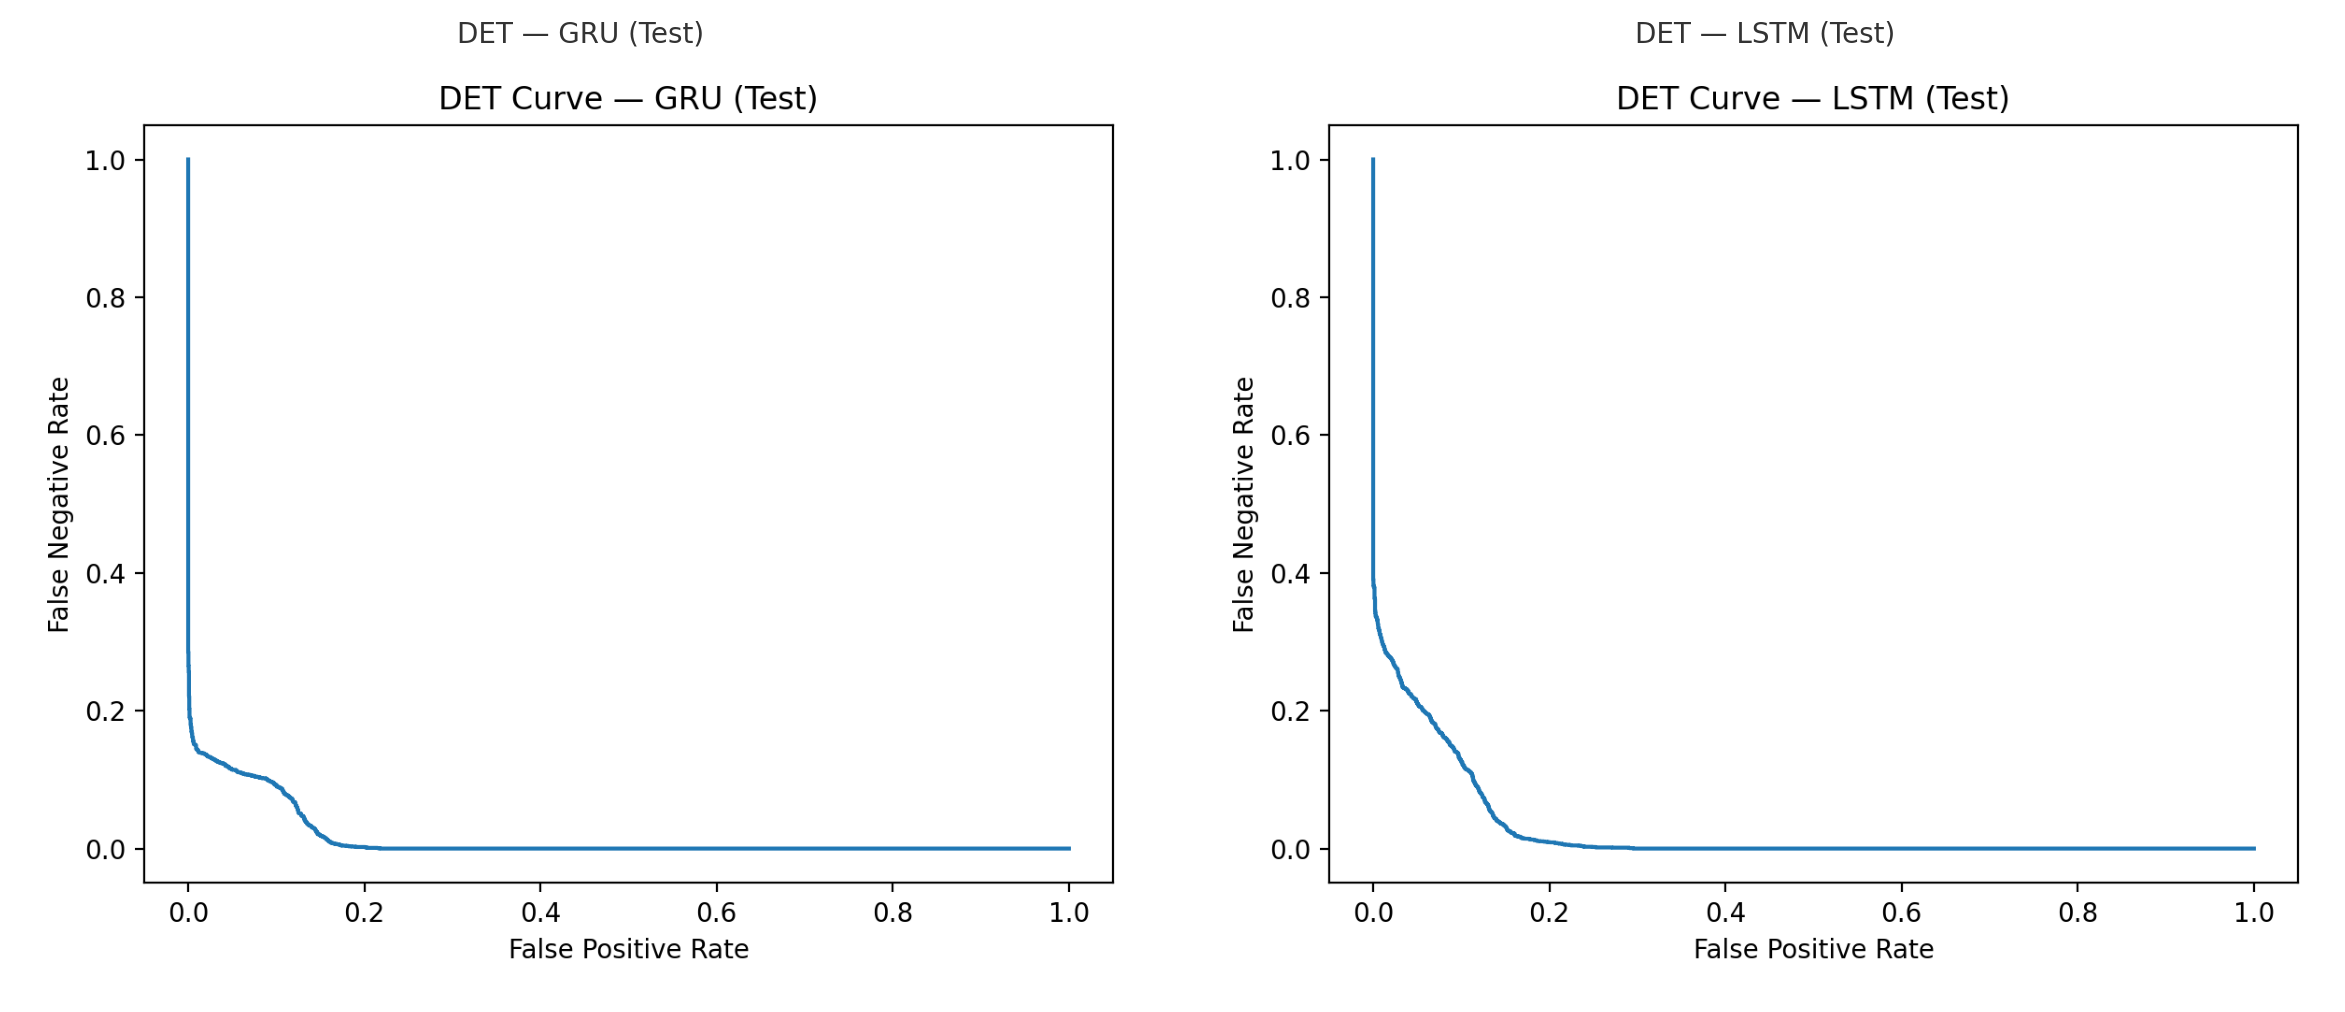 DET — GRU (Test)
DET Curve — GRU (Test)
1.0
0.8
0.6
0.4
0.2
0.0
False Negative Rate
0.0 0.2 0.4 0.6 0.8 1.0
False Positive Rate
DET — LSTM (Test)
DET Curve — LSTM (Test)
1.0
0.8
0.6
0.4
0.2
0.0
False Negative Rate
0.0 0.2 0.4 0.6 0.8 1.0
False Positive Rate